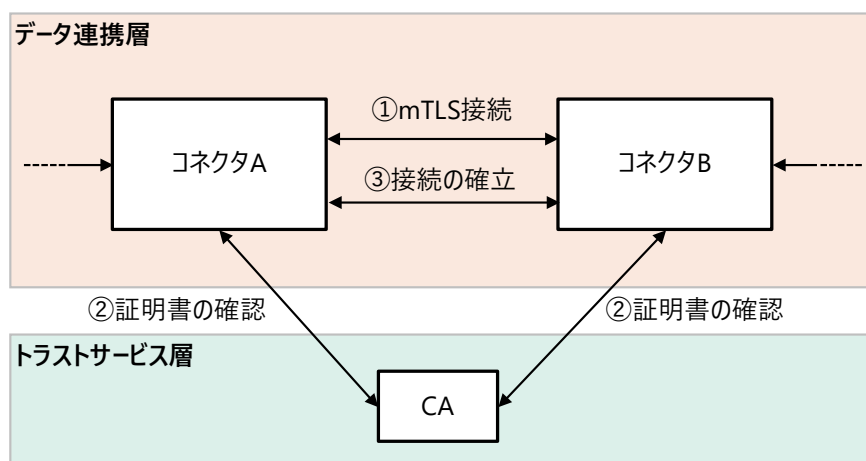 データ連携層
①mTLS接続
コネクタA
コネクタB
③接続の確立
②証明書の確認
②証明書の確認
トラストサービス層
CA